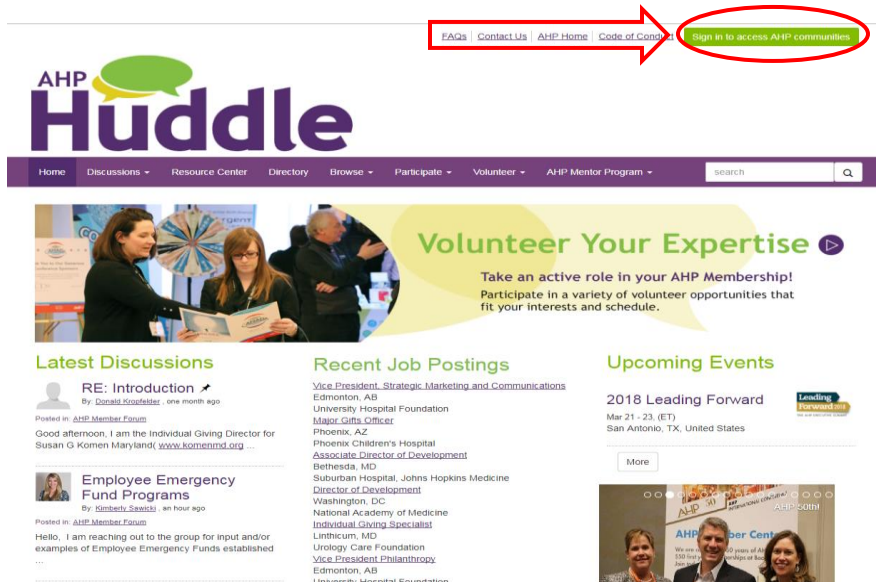 FAQs Contact Us AHP Home Code of Conduct Sign in to access AHP communities
AHP
Huddle
Home Discussions Resource Center Directory Browse Participate Volunteer AHP Mentor Program search
Volunteer Your Expertise
Take an active role in your AHP Membership!
Participate in a variety of volunteer opportunities that
fit your interests and schedule.
Latest Discussions
RE: Introduction
By: Donald Kropfelder , one month ago
Posted in: AHP Member Forum
Good afternoon, I am the Individual Giving Director for
Susan G Komen Maryland( www.komenmd.org ...
Employee Emergency
Fund Programs
By: Kimberly Sawicki , an hour ago
Posted in: AHP Member Forum
Hello, I am reaching out to the group for input and/or
examples of Employee Emergency Funds established
...
Recent Job Postings
Vice President, Strategic Marketing and Communications
Edmonton, AB
University Hospital Foundation
Major Gifts Officer
Phoenix, AZ
Phoenix Children's Hospital
Associate Director of Development
Bethesda, MD
Suburban Hospital, Johns Hopkins Medicine
Director of Development
Washington, DC
National Academy of Medicine
Individual Giving Specialist
Linthicum, MD
Urology Care Foundation
Vice President Philanthropy
Edmonton, AB
University Hospital Foundation
Upcoming Events
2018 Leading Forward
Mar 21 - 23, (ET)
San Antonio, TX, United States
Leading
Forward 2018
More
AHP 50th!
AHP